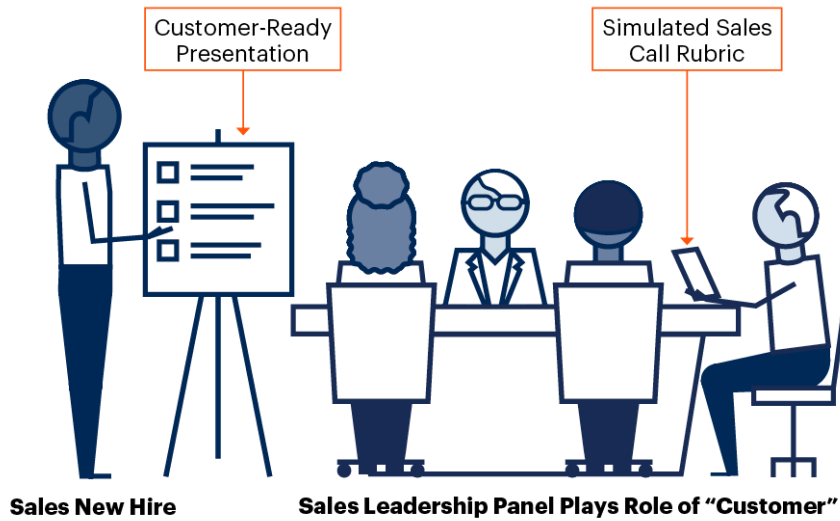 Customer-Ready
Presentation
Simulated Sales
Call Rubric
Sales New Hire
Sales Leadership Panel Plays Role of “Customer”